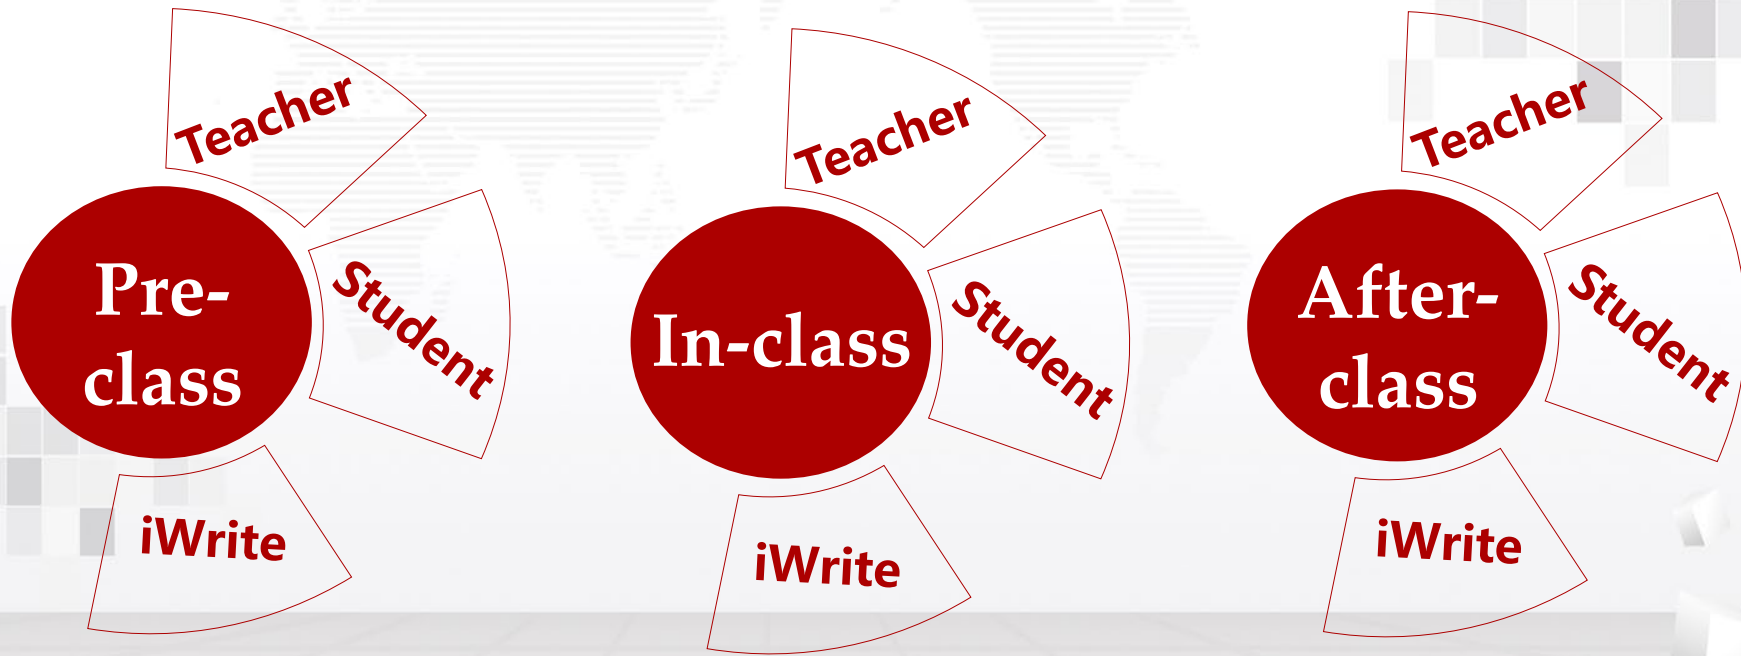 Teacher
Pre-
class
Student
iWrite
Teacher
In-class
Student
iWrite
Teacher
After-
class
Student
iWrite